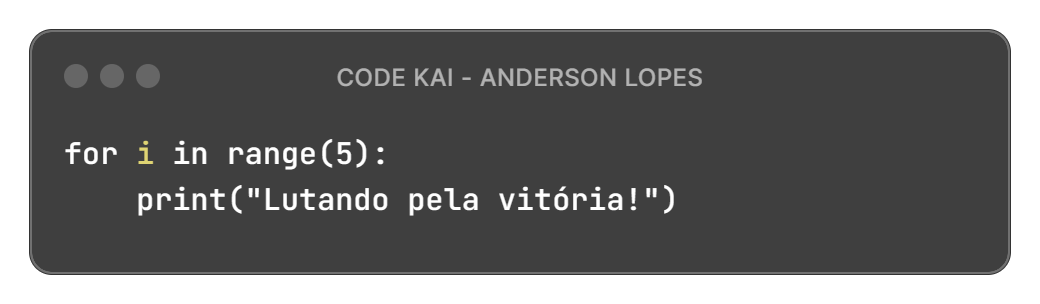 CODE KAI - ANDERSON LOPES
for i in range(5):
    print("Lutando pela vitória!")